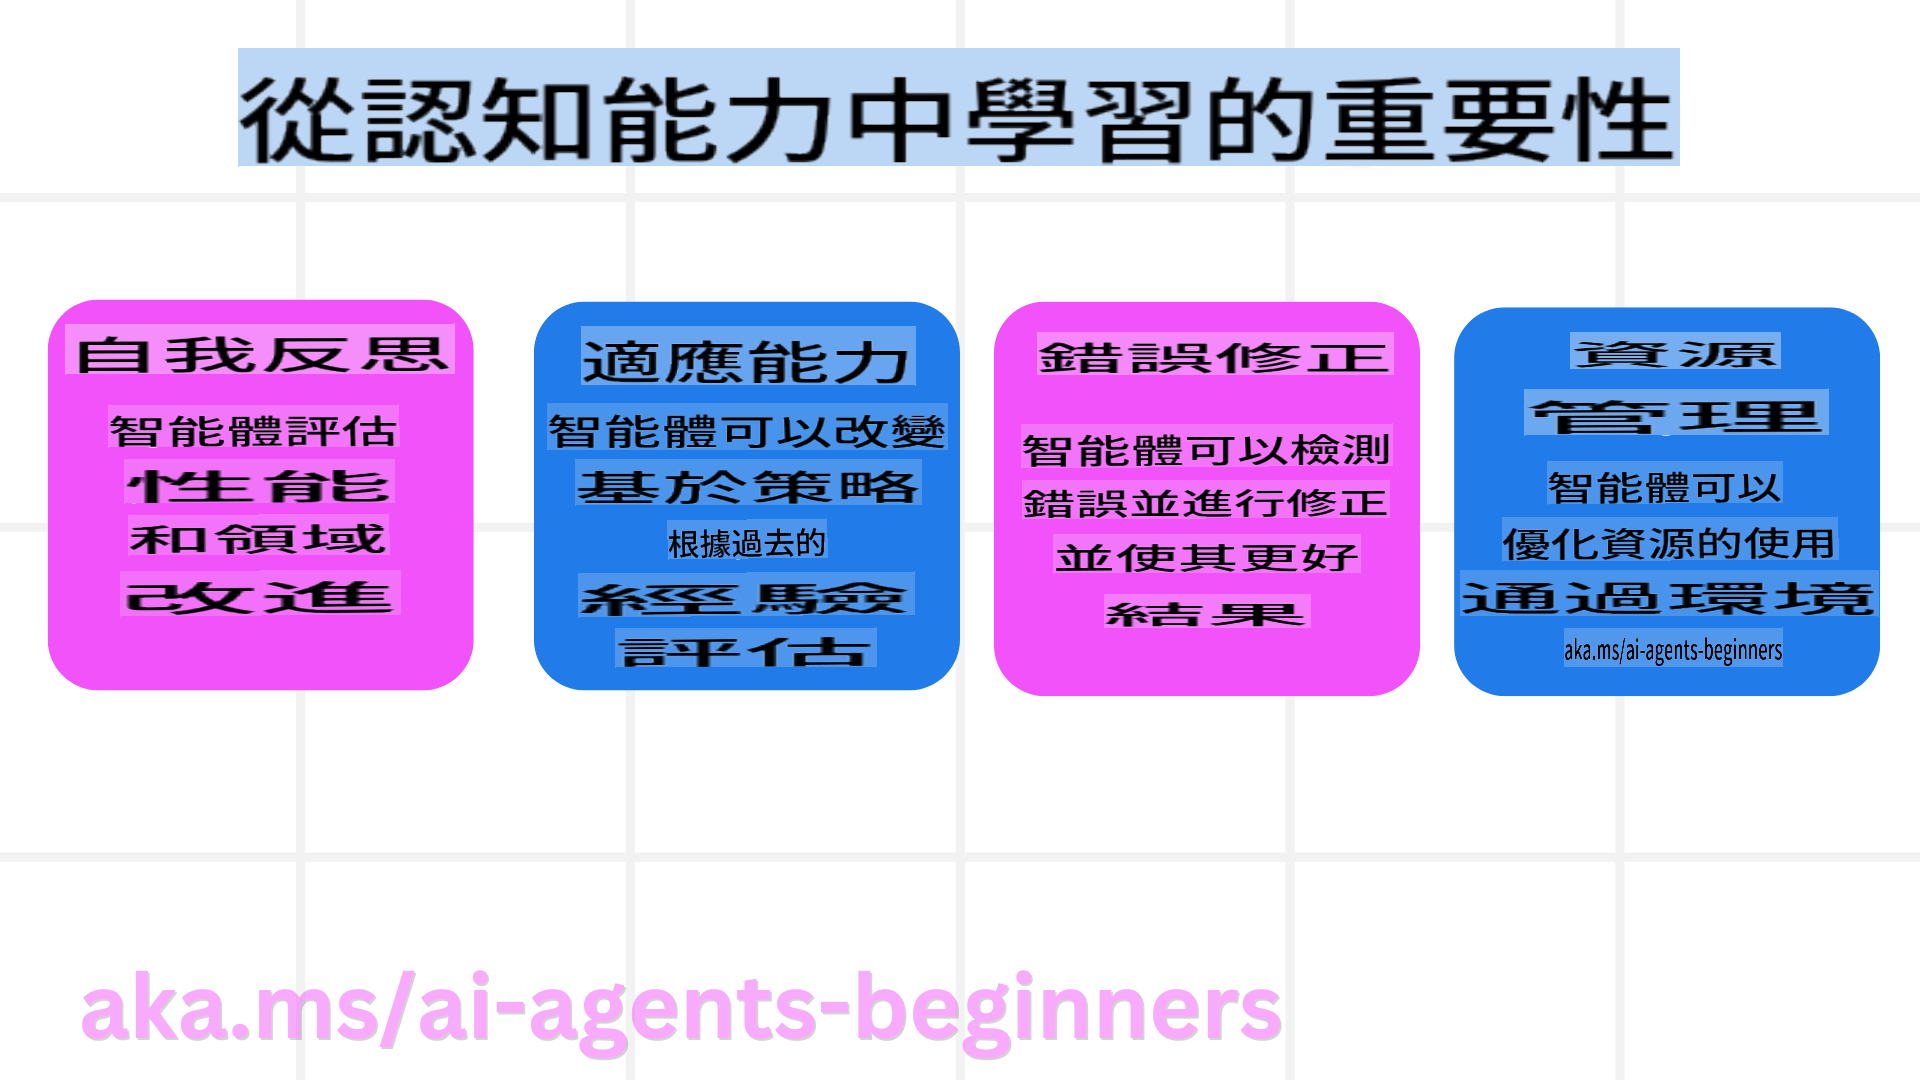 從認知能力中學習的重要性
自我反思
智能體評估
性能
和領域
改進
適應能力
智能體可以改變
基於策略
根據過去的
經驗
評估
錯誤修正
智能體可以檢測
錯誤並進行修正
並使其更好
結果
資源
管理
智能體可以
優化資源的使用
通過環境
aka.ms/ai-agents-beginners
aka.ms/ai-agents-beginners